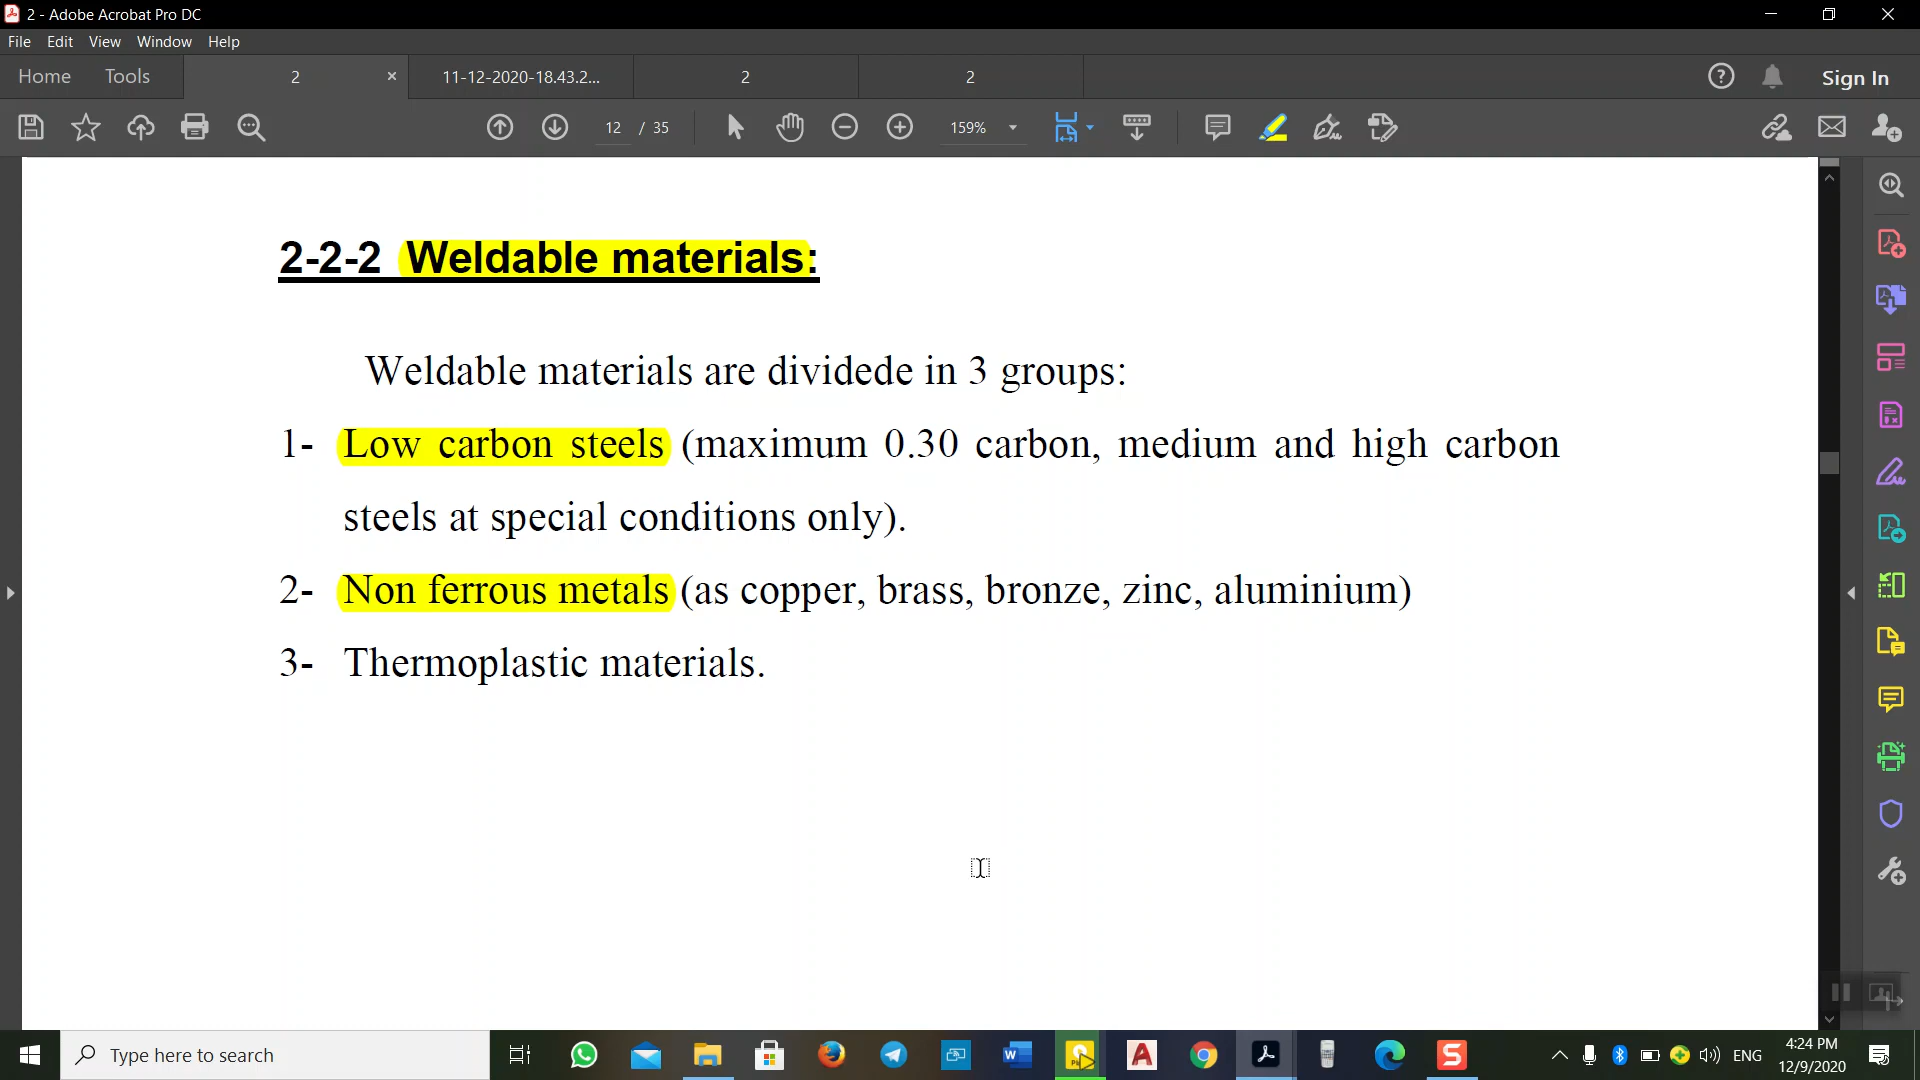 2 - Adobe Acrobat Pro DC
File Edit View Window Help
Home Tools 2 × 11-12-2020-18.43.2... 2 2 Sign In
12 / 35 159%
2-2-2 Weldable materials:
Weldable materials are dividede in 3 groups:
1- Low carbon steels (maximum 0.30 carbon, medium and high carbon
steels at special conditions only).
2- Non ferrous metals (as copper, brass, bronze, zinc, aluminium)
3- Thermoplastic materials.
Type here to search
ENG
4:24 PM
12/9/2020